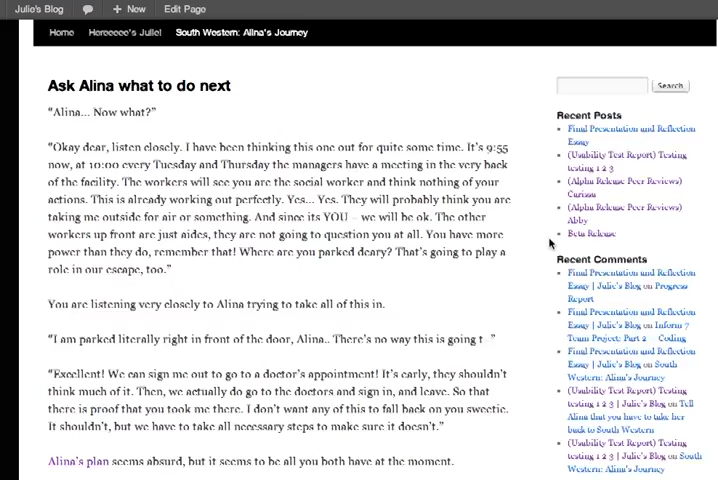 Julie's Blog New Edit Page
Home Hereeeee's Julie! South Western: Alina's Journey
Ask Alina what to do next
"Alina... Now what?"
"Okay dear, listen closely. I have been thinking this one out for quite some time. It's 9:55
now, at 10:00 every Tuesday and Thursday the managers have a meeting in the very back
of the facility. The workers will see you are the social worker and think nothing of your
actions. This is already working out perfectly. Yes... Yes. They will probably think you are
taking me outside for air or something. And since its YOU – we will be ok. The other
workers up front are just aides, they are not going to question you at all. You have more
power than they do, remember that! Where are you parked deary? That's going to play a
role in our escape, too."
You are listening very closely to Alina trying to take all of this in.
"I am parked literally right in front of the door, Alina.. There's no way this is going t "
"Excellent! We can sign me out to go to a doctor's appointment! It's early, they shouldn't
think much of it. Then, we actually do go to the doctors and sign in, and leave. So that
there is proof that you took me there. I don't want any of this to fall back on you sweetie.
It shouldn't, but we have to take all necessary steps to make sure it doesn't."
Alina's plan seems absurd, but it seems to be all you both have at the moment.
Search
Recent Posts
Final Presentation and Reflection
Essay
(Usability Test Report) Testing
testing 1 2 3
(Alpha Release Peer Reviews)
Carissa
(Alpha Release Peer Reviews)
Abby
Beta Release
Recent Comments
Final Presentation and Reflection
Essay | Julie's Blog on Progress
Report
Final Presentation and Reflection
Essay | Julie's Blog on Inform 7
Team Project: Part 2 – Coding
Final Presentation and Reflection
Essay | Julie's Blog on South
Western: Alina's Journey
(Usability Test Report) Testing
testing 1 2 3 | Julie's Blog on Tell
Alina that you have to take her
back to South Western
(Usability Test Report) Testing
testing 1 2 3 | Julie's Blog on South
Western: Alina's Journey